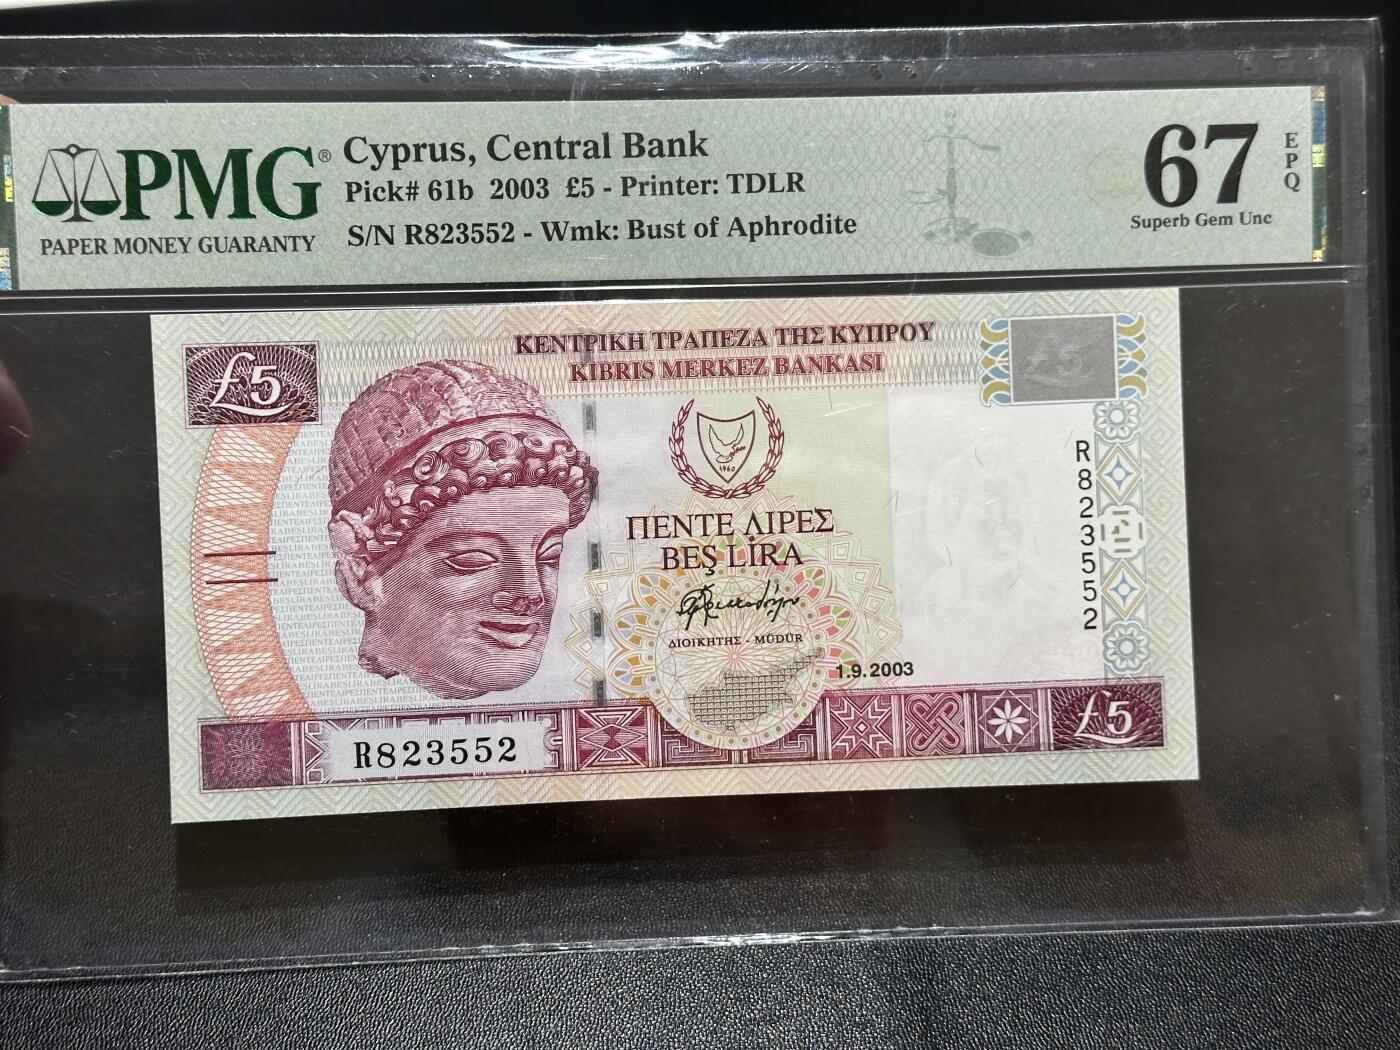 PMG®
PAPER MONEY GUARANTY
Cyprus, Central Bank
Pick# 61b 2003 £5 - Printer: TDLR
S/N R823552 - Wmk: Bust of Aphrodite
67
EPQ
Superb Gem Unc
ΚΕΝΤΡΙΚΗ ΤΡΑΠΕΖΑ ΤΗΣ ΚΥΠΡΟΥ
KIBRIS MERKEZ BANKASI
£5
£5
1960
ΠΕΝΤΕ ΛΙΡΕΣ
BEŞ LİRA
ΔΙΟΙΚΗΤΗΣ - MÜDÜR
1.9.2003
R823552
R823552
£5